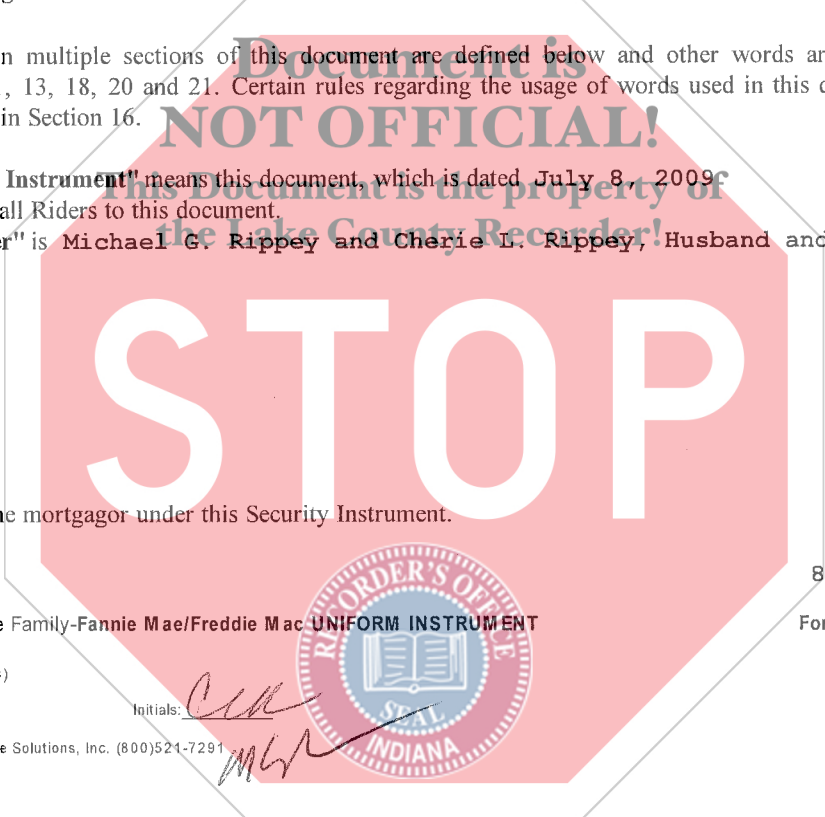 n multiple sections of this document are defined below and other words ar
, 13, 18, 20 and 21. Certain rules regarding the usage of words used in this
in Section 16.
Document is
NOT OFFICIAL!
This Document is the property of
the Lake County Recorder!
Instrument" means this document, which is dated July 8, 2009
all Riders to this document.
r" is Michael G. Rippey and Cherie L. Rippey, Husband and
STOP
e mortgagor under this Security Instrument.
8
e Family-Fannie Mae/Freddie Mac UNIFORM INSTRUMENT
For
)
Initials:
e Solutions, Inc. (800)521-7291
RECORDER'S OFFICE
SEAL
INDIANA